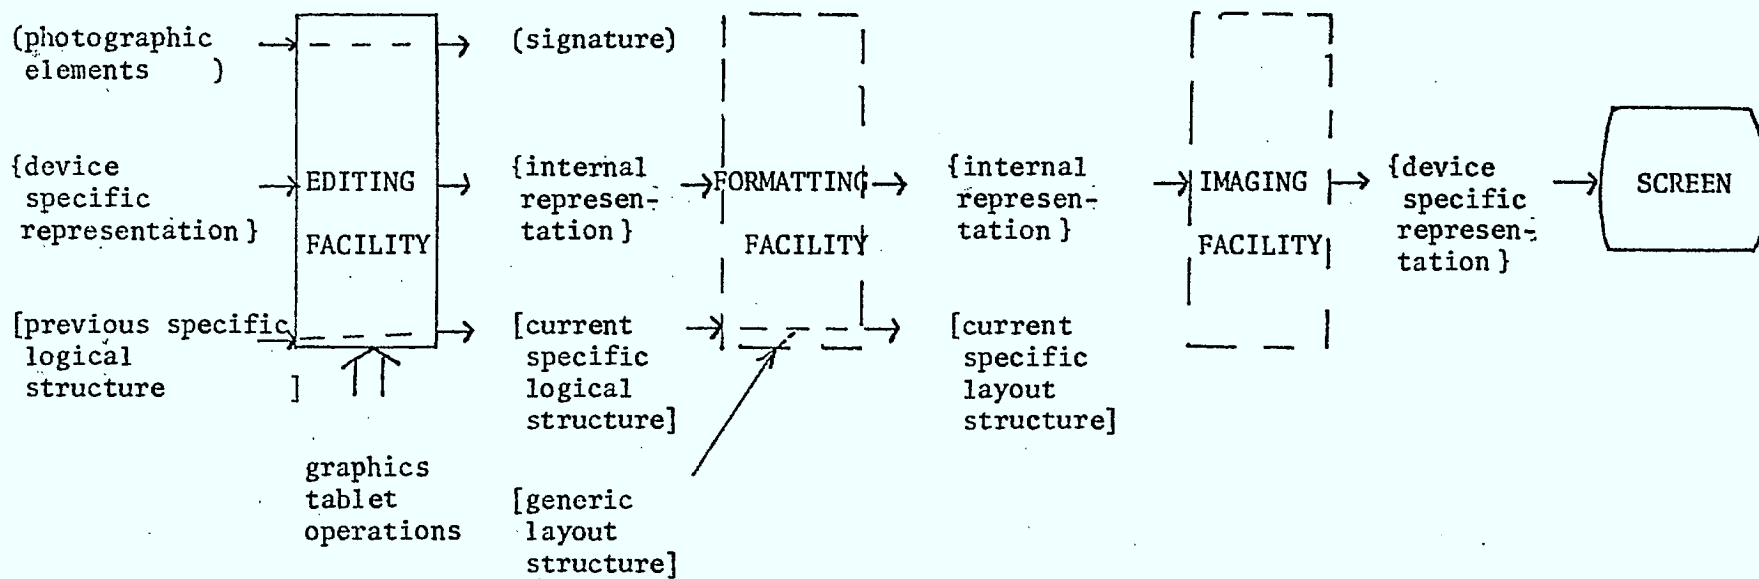 (photographic
elements )
(signature)
{device
specific
representation}
EDITING
FACILITY
{internal
represen-
tation}
FORMATTING
FACILITY
{internal
represen-
tation}
IMAGING
FACILITY
{device
specific
represen-
tation}
SCREEN
[previous specific
logical
structure ]
[current
specific
logical
structure]
[current
specific
layout
structure]
graphics
tablet
operations
[generic
layout
structure]